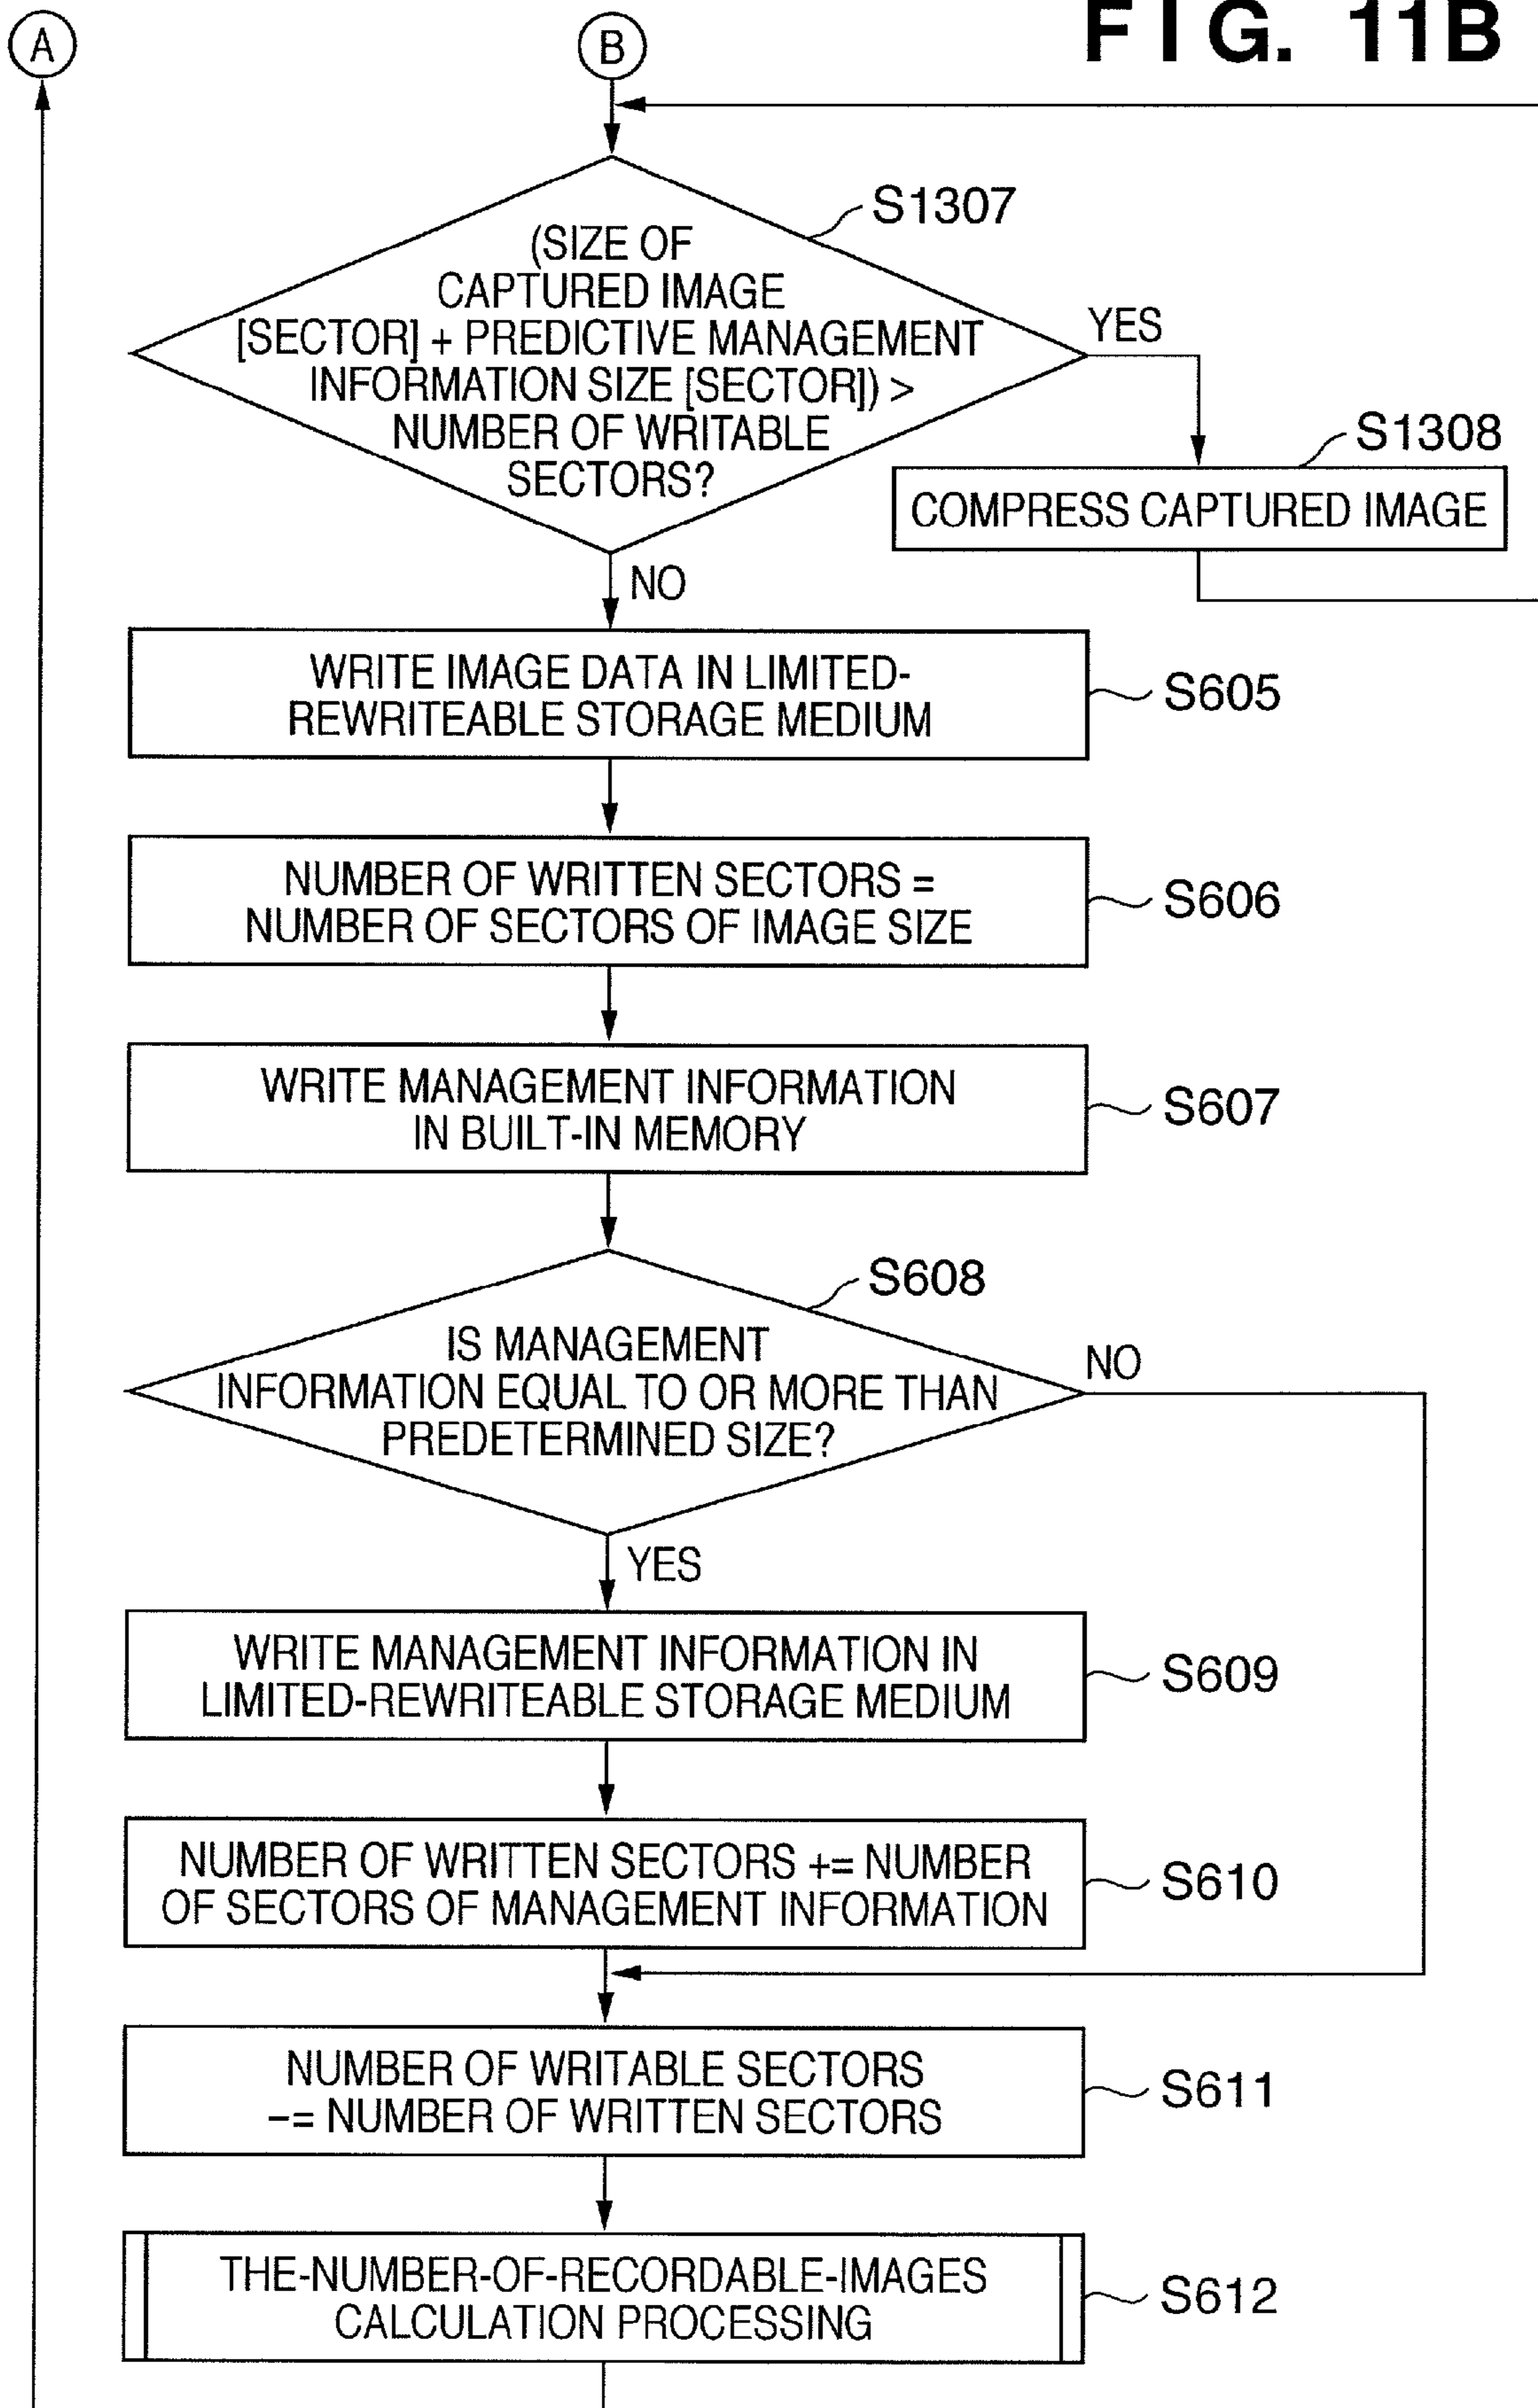 FIG. 11B
A
B
S1307
(SIZE OF
CAPTURED IMAGE
[SECTOR] + PREDICTIVE MANAGEMENT
INFORMATION SIZE [SECTOR]) >
NUMBER OF WRITABLE
SECTORS?
YES
S1308
COMPRESS CAPTURED IMAGE
NO
WRITE IMAGE DATA IN LIMITED-
REWRITEABLE STORAGE MEDIUM
S605
NUMBER OF WRITTEN SECTORS =
NUMBER OF SECTORS OF IMAGE SIZE
S606
WRITE MANAGEMENT INFORMATION
IN BUILT-IN MEMORY
S607
S608
IS MANAGEMENT
INFORMATION EQUAL TO OR MORE THAN
PREDETERMINED SIZE?
NO
YES
WRITE MANAGEMENT INFORMATION IN
LIMITED-REWRITEABLE STORAGE MEDIUM
S609
NUMBER OF WRITTEN SECTORS += NUMBER
OF SECTORS OF MANAGEMENT INFORMATION
S610
NUMBER OF WRITABLE SECTORS
−= NUMBER OF WRITTEN SECTORS
S611
THE-NUMBER-OF-RECORDABLE-IMAGES
CALCULATION PROCESSING
S612